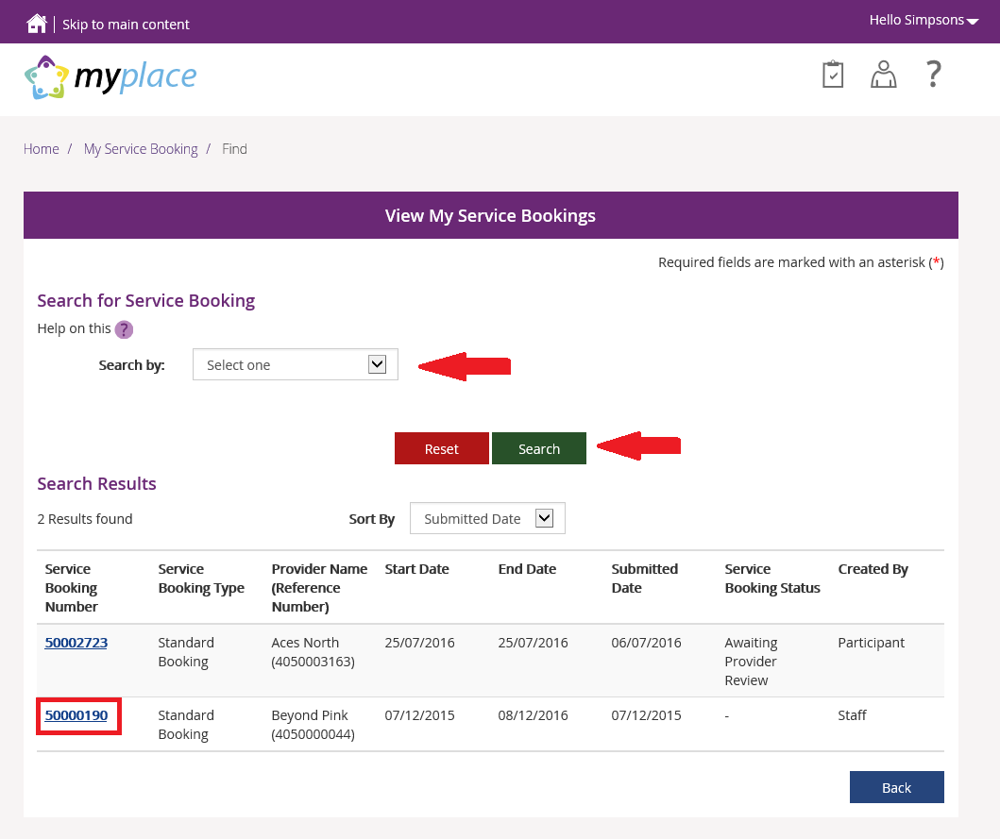 Skip to main content
Hello Simpsons
myplace
?
Home / My Service Booking / Find
View My Service Bookings
Required fields are marked with an asterisk (*)
Search for Service Booking
Help on this ?
Search by: Select one
Reset Search
Search Results
2 Results found Sort By Submitted Date
Service Booking Number Service Booking Type Provider Name (Reference Number) Start Date End Date Submitted Date Service Booking Status Created By
50002723 Standard Booking Aces North (4050003163) 25/07/2016 25/07/2016 06/07/2016 Awaiting Provider Review Participant
50000190 Standard Booking Beyond Pink (4050000044) 07/12/2015 08/12/2016 07/12/2015 - Staff
Back